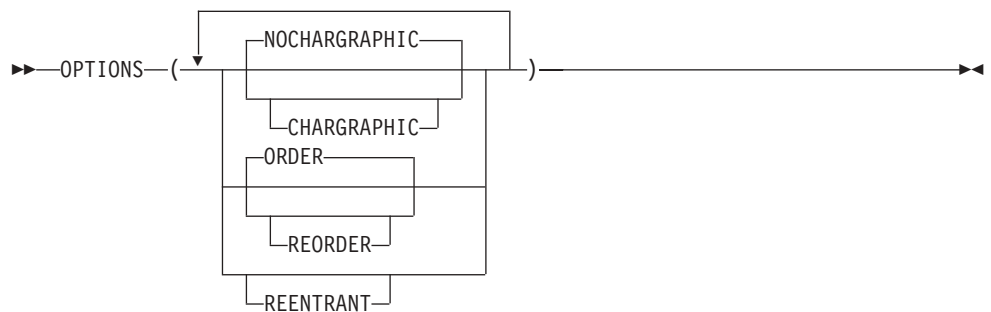 NOCHARGRAPHIC
OPTIONS ( )
CHARGRAPHIC
ORDER
REORDER
REENTRANT